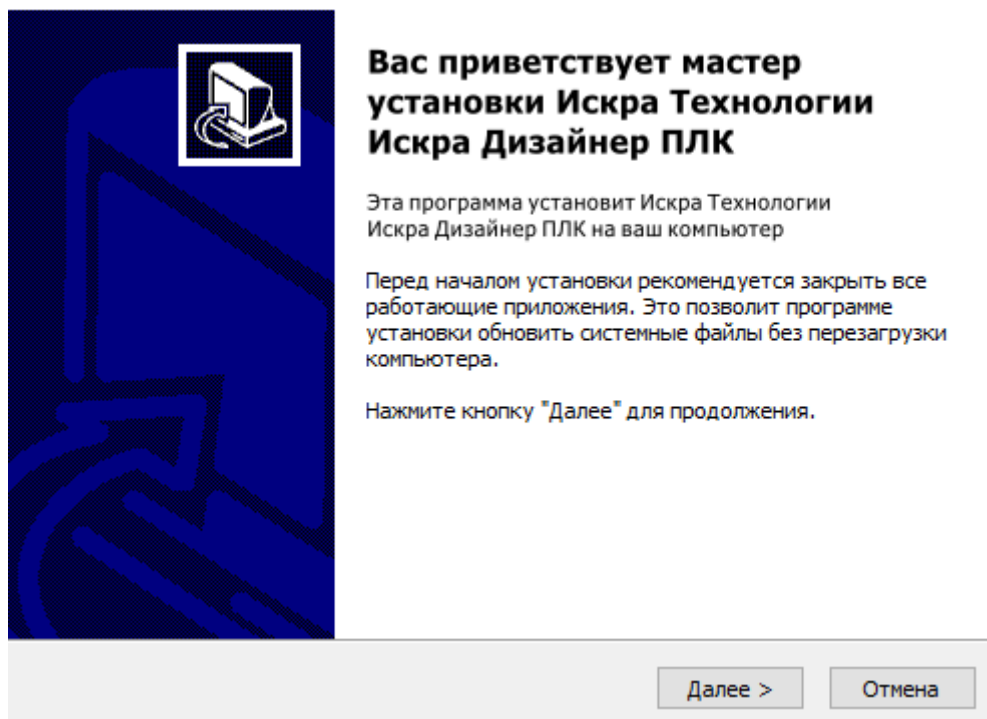 Вас приветствует мастер
установки Искра Технологии
Искра Дизайнер ПЛК
Эта программа установит Искра Технологии
Искра Дизайнер ПЛК на ваш компьютер
Перед началом установки рекомендуется закрыть все
работающие приложения. Это позволит программе
установки обновить системные файлы без перезагрузки
компьютера.
Нажмите кнопку "Далее" для продолжения.
Далее >
Отмена